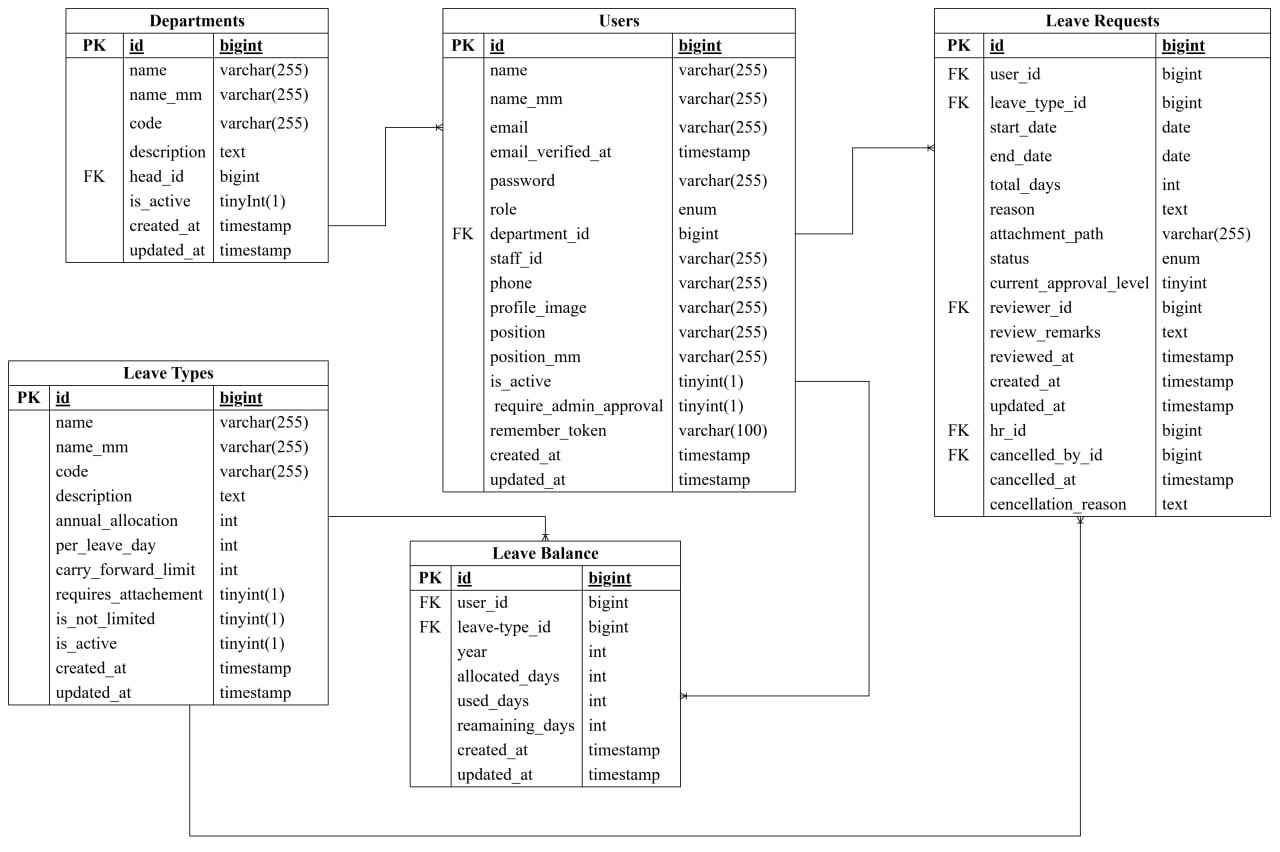 Departments
PK id bigint
name varchar(255)
name_mm varchar(255)
code varchar(255)
description text
FK head_id bigint
is_active tinyInt(1)
created_at timestamp
updated_at timestamp
Users
PK id bigint
name varchar(255)
name_mm varchar(255)
email varchar(255)
email_verified_at timestamp
password varchar(255)
role enum
FK department_id bigint
staff_id varchar(255)
phone varchar(255)
profile_image varchar(255)
position varchar(255)
position_mm varchar(255)
is_active tinyint(1)
require_admin_approval tinyint(1)
remember_token varchar(100)
created_at timestamp
updated_at timestamp
Leave Requests
PK id bigint
FK user_id bigint
FK leave_type_id bigint
start_date date
end_date date
total_days int
reason text
attachment_path varchar(255)
status enum
current_approval_level tinyint
FK reviewer_id bigint
review_remarks text
reviewed_at timestamp
created_at timestamp
updated_at timestamp
FK hr_id bigint
FK cancelled_by_id bigint
cancelled_at timestamp
cencellation_reason text
Leave Types
PK id bigint
name varchar(255)
name_mm varchar(255)
code varchar(255)
description text
annual_allocation int
per_leave_day int
carry_forward_limit int
requires_attachement tinyint(1)
is_not_limited tinyint(1)
is_active tinyint(1)
created_at timestamp
updated_at timestamp
Leave Balance
PK id bigint
FK user_id bigint
FK leave-type_id bigint
year int
allocated_days int
used_days int
reamaining_days int
created_at timestamp
updated_at timestamp